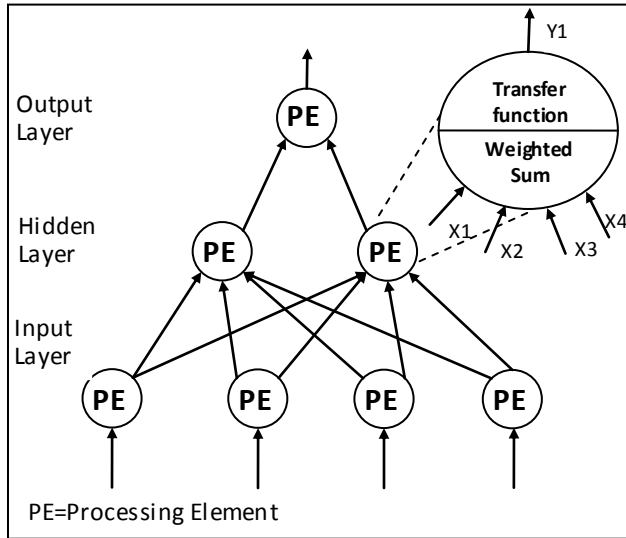 Y1
Transfer
function
Weighted
Sum
X1
X2
X3
X4
Output
Layer
PE
Hidden
Layer
PE
PE
Input
Layer
PE
PE
PE
PE
PE=Processing Element